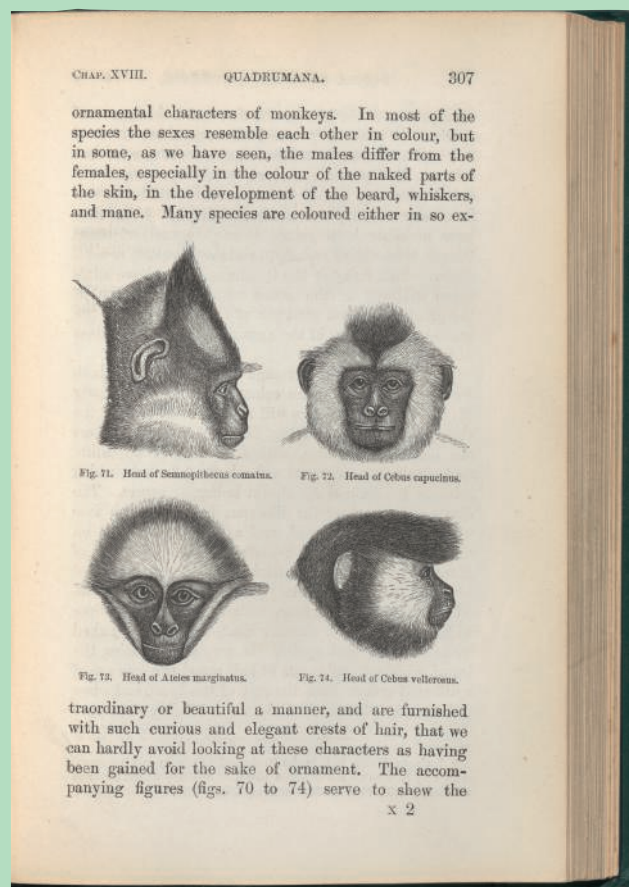 CHAP. XVIII. QUADRUMANA. 307
ornamental characters of monkeys. In most of the
species the sexes resemble each other in colour, but
in some, as we have seen, the males differ from the
females, especially in the colour of the naked parts of
the skin, in the development of the beard, whiskers,
and mane. Many species are coloured either in so ex-
Fig. 71. Head of Semnopithecus comatus.
Fig. 72. Head of Cebus capucinus.
Fig. 73. Head of Ateles marginatus.
Fig. 74. Head of Cebus vellerosus.
traordinary or beautiful a manner, and are furnished
with such curious and elegant crests of hair, that we
can hardly avoid looking at these characters as having
been gained for the sake of ornament. The accom-
panying figures (figs. 70 to 74) serve to shew the
x 2